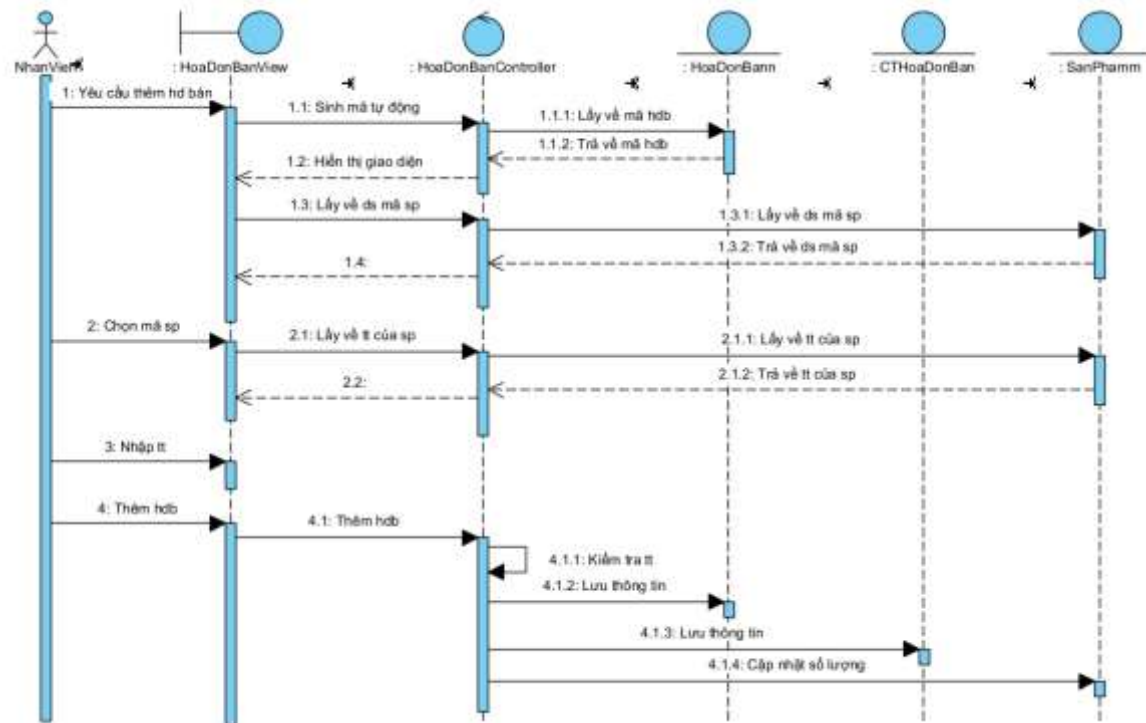 NhanVien
: HoaDonBanView
: HoaDonBanController
: HoaDonBann
: CTHoaDonBan
: SanPhamm
1: Yêu cầu thêm hd bán
1.1: Sinh mã tự động
1.1.1: Lấy về mã hdb
1.1.2: Trả về mã hdb
1.2: Hiển thị giao diện
1.3: Lấy về ds mã sp
1.3.1: Lấy về ds mã sp
1.3.2: Trả về ds mã sp
1.4:
2: Chọn mã sp
2.1: Lấy về tt của sp
2.1.1: Lấy về tt của sp
2.1.2: Trả về tt của sp
2.2:
3: Nhập tt
4: Thêm hdb
4.1: Thêm hdb
4.1.1: Kiểm tra tt
4.1.2: Lưu thông tin
4.1.3: Lưu thông tin
4.1.4: Cập nhật số lượng